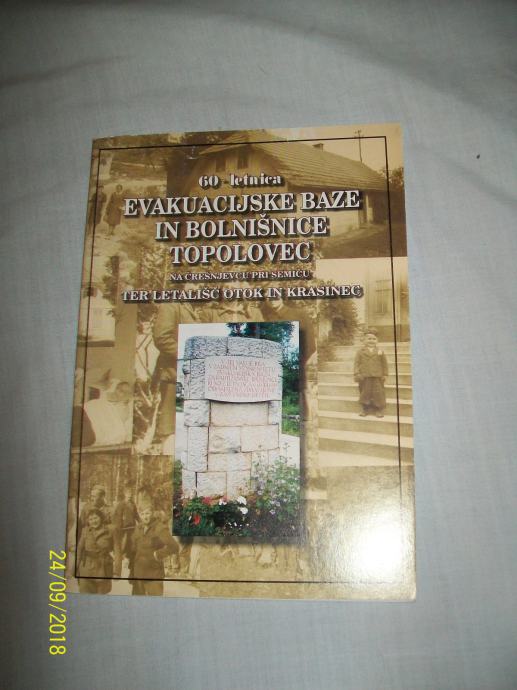 60-letnica
EVAKUACIJSKE BAZE
IN BOLNIŠNICE
TOPOLOVEC
NA ČREŠNJEVCU PRI SEMIČU
TER LETALIŠČ OTOK IN KRASINEC
24/09/2018